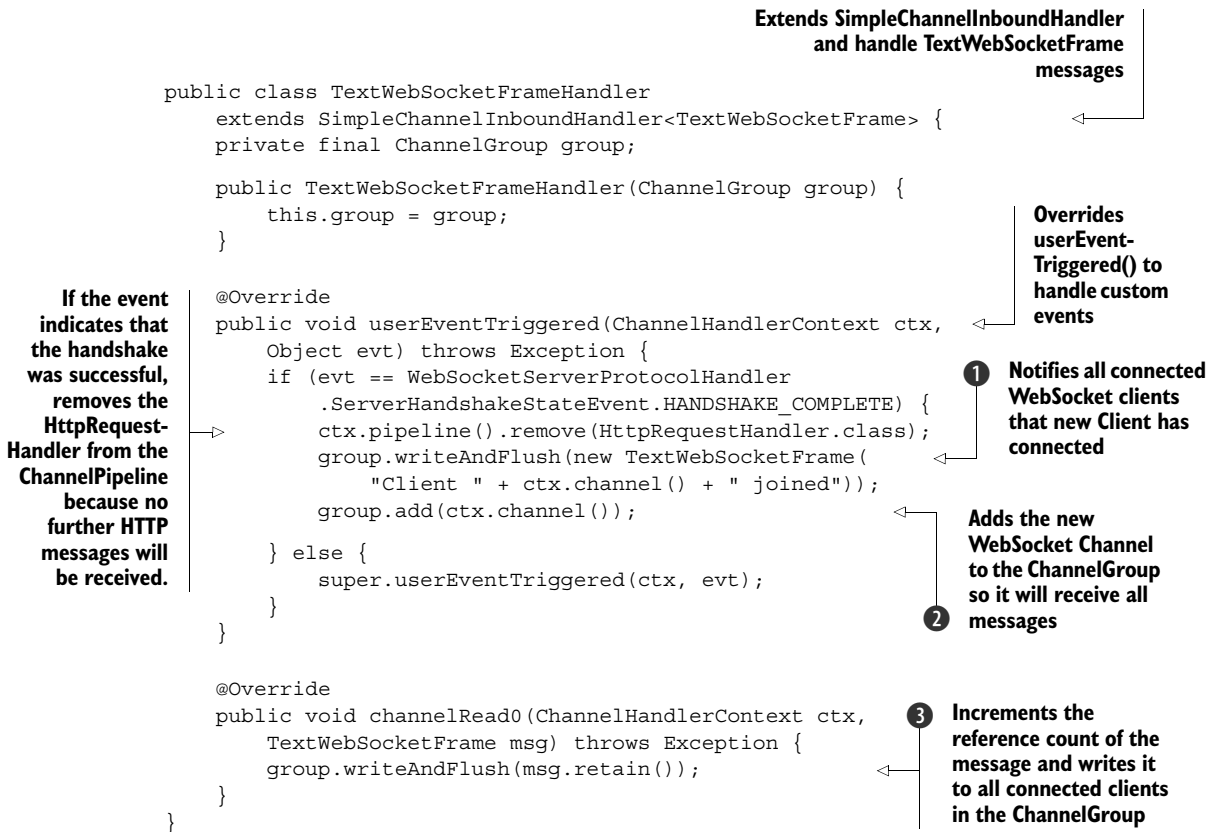 Extends SimpleChannelInboundHandler
and handle TextWebSocketFrame
messages
public class TextWebSocketFrameHandler
extends SimpleChannelInboundHandler<TextWebSocketFrame> {
private final ChannelGroup group;
public TextWebSocketFrameHandler(ChannelGroup group) {
this.group = group;
}
Overrides
userEvent-
Triggered() to
handle custom
events
If the event
indicates that
the handshake
was successful,
removes the
HttpRequest-
Handler from the
ChannelPipeline
because no
further HTTP
messages will
be received.
@Override
public void userEventTriggered(ChannelHandlerContext ctx,
Object evt) throws Exception {
if (evt == WebSocketServerProtocolHandler
.ServerHandshakeStateEvent.HANDSHAKE_COMPLETE) {
ctx.pipeline().remove(HttpRequestHandler.class);
group.writeAndFlush(new TextWebSocketFrame(
"Client " + ctx.channel() + " joined"));
group.add(ctx.channel());
} else {
super.userEventTriggered(ctx, evt);
}
}
1 Notifies all connected
WebSocket clients
that new Client has
connected
Adds the new
WebSocket Channel
to the ChannelGroup
so it will receive all
2 messages
@Override
public void channelRead0(ChannelHandlerContext ctx,
TextWebSocketFrame msg) throws Exception {
group.writeAndFlush(msg.retain());
}
}
3 Increments the
reference count of the
message and writes it
to all connected clients
in the ChannelGroup